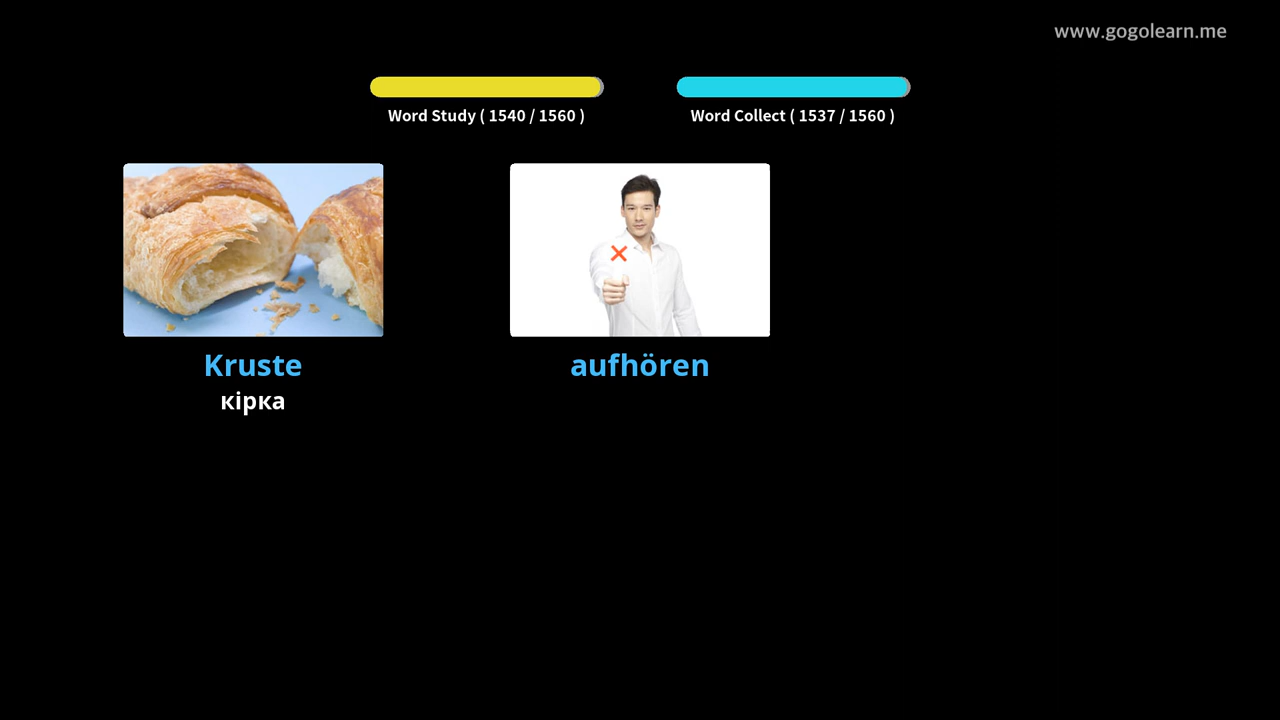 www.gogolearn.me
Word Study ( 1540 / 1560 )
Word Collect ( 1537 / 1560 )
Kruste
кірка
aufhören